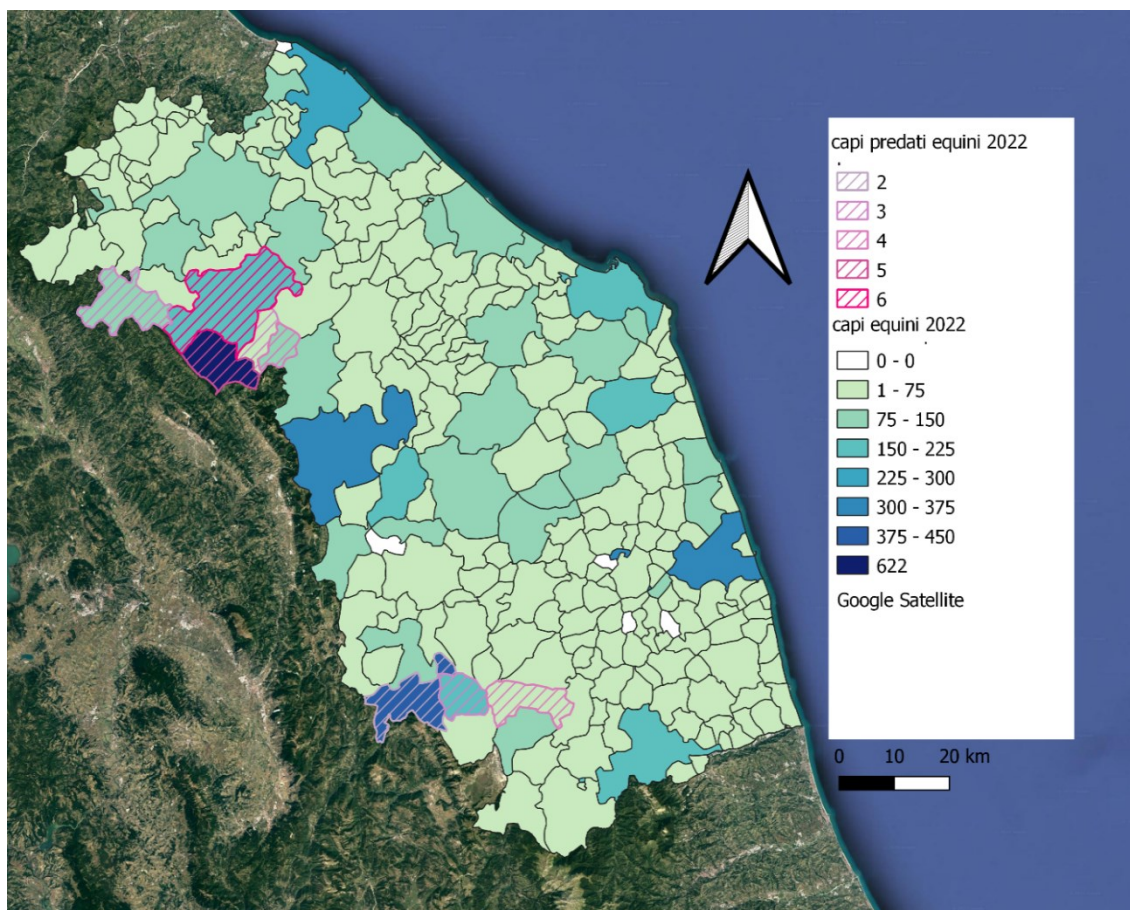 capi predati equini 2022
.
2
3
4
5
6
capi equini 2022
.
0 - 0
1 - 75
75 - 150
150 - 225
225 - 300
300 - 375
375 - 450
622
Google Satellite
0 10 20 km